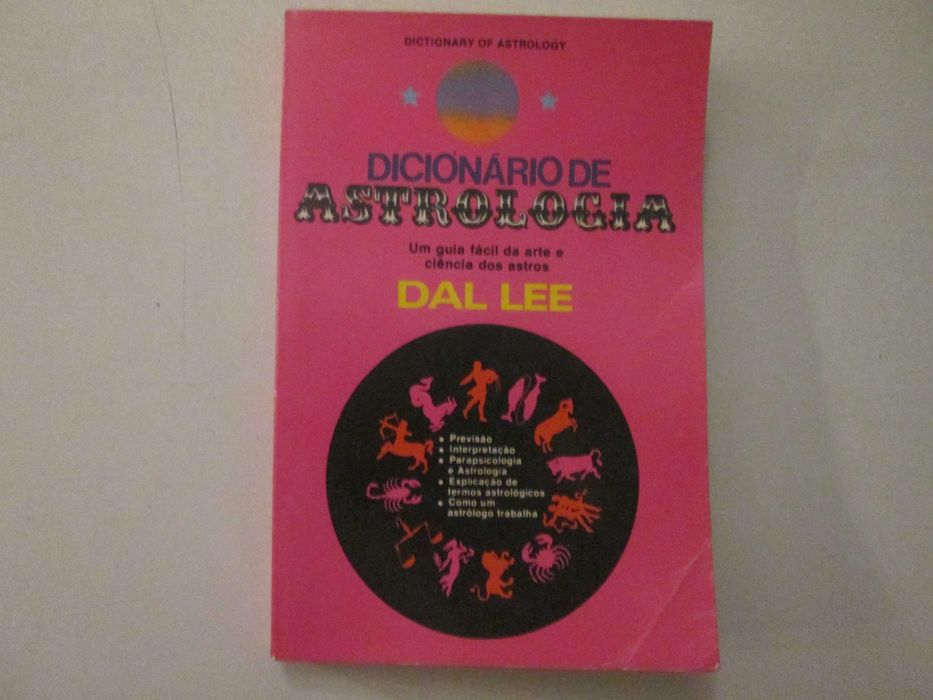 DICTIONARY OF ASTROLOGY
DICIONÁRIO DE
ASTROLOGIA
Um guia fácil da arte e
ciência dos astros
DAL LEE
• Previsão
• Interpretação
• Parapsicologia
e Astrologia
• Explicação de
termos astrológicos
• Como um
astrólogo trabalha